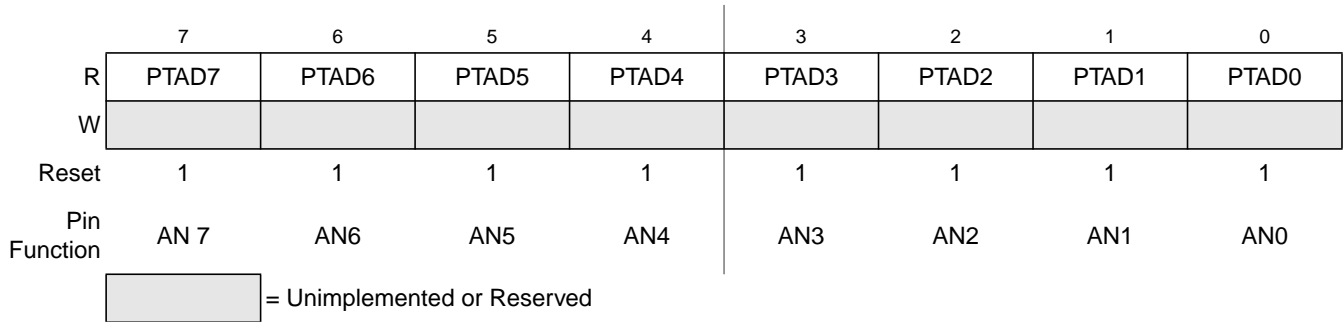 7 6 5 4 3 2 1 0
R PTAD7 PTAD6 PTAD5 PTAD4 PTAD3 PTAD2 PTAD1 PTAD0
W
Reset 1 1 1 1 1 1 1 1
Pin
Function AN 7 AN6 AN5 AN4 AN3 AN2 AN1 AN0
= Unimplemented or Reserved